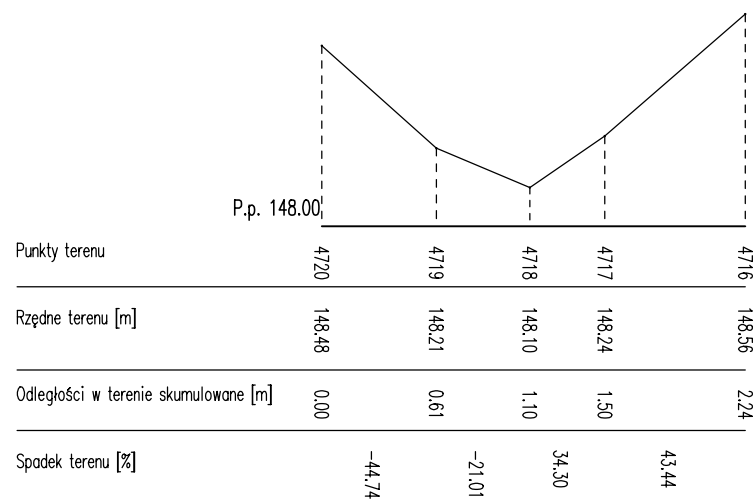 P.p. 148.00
Punkty terenu 4720 4719 4718 4717 4716
Rzędne terenu [m] 148.48 148.21 148.10 148.24 148.56
Odległości w terenie skumulowane [m] 0.00 0.61 1.10 1.50 2.24
Spadek terenu [%] -44.74 -21.01 34.30 43.44